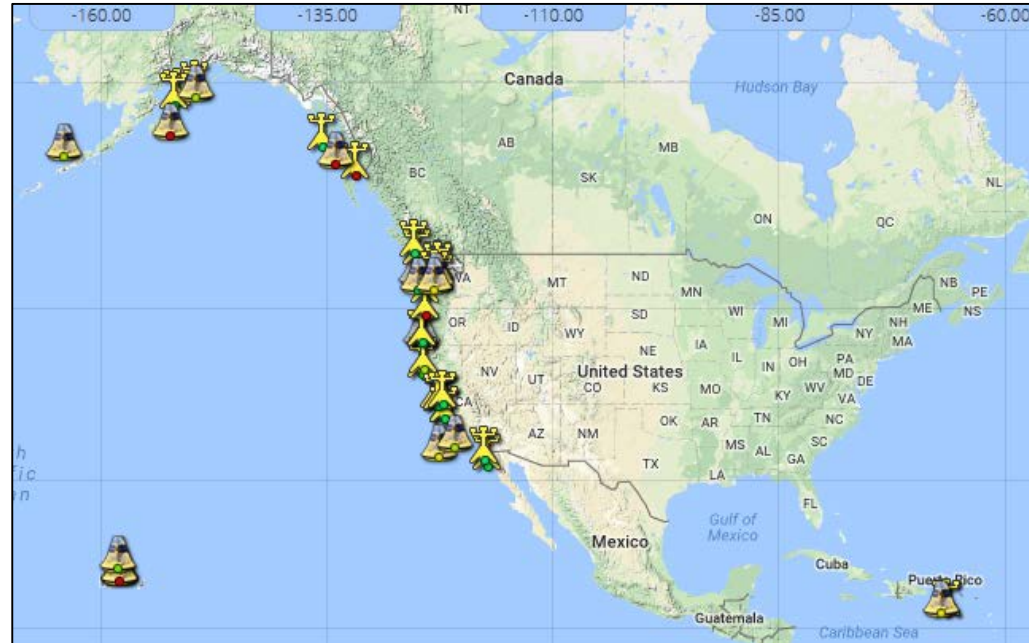 -160.00 -135.00 -110.00 -85.00 -60.00
NT
Canada
Hudson Bay
AB
MB
BC
SK
NL
ON
QC
WA
MT
ND
MN
NB
PE
ME
NS
OR
ID
SD
WI
MI
NH
NY
MA
WY
IA
NE
IL
IN
OH
PA
MD
DE
NV
UT
CO
United States
KS
MO
KY
WV
VA
CA
OK
AR
TN
NC
AZ
NM
MS
AL
SC
GA
TX
LA
FL
Gulf of
Mexico
Mexico
Cuba
Puerto Rico
Guatemala
Caribbean Sea